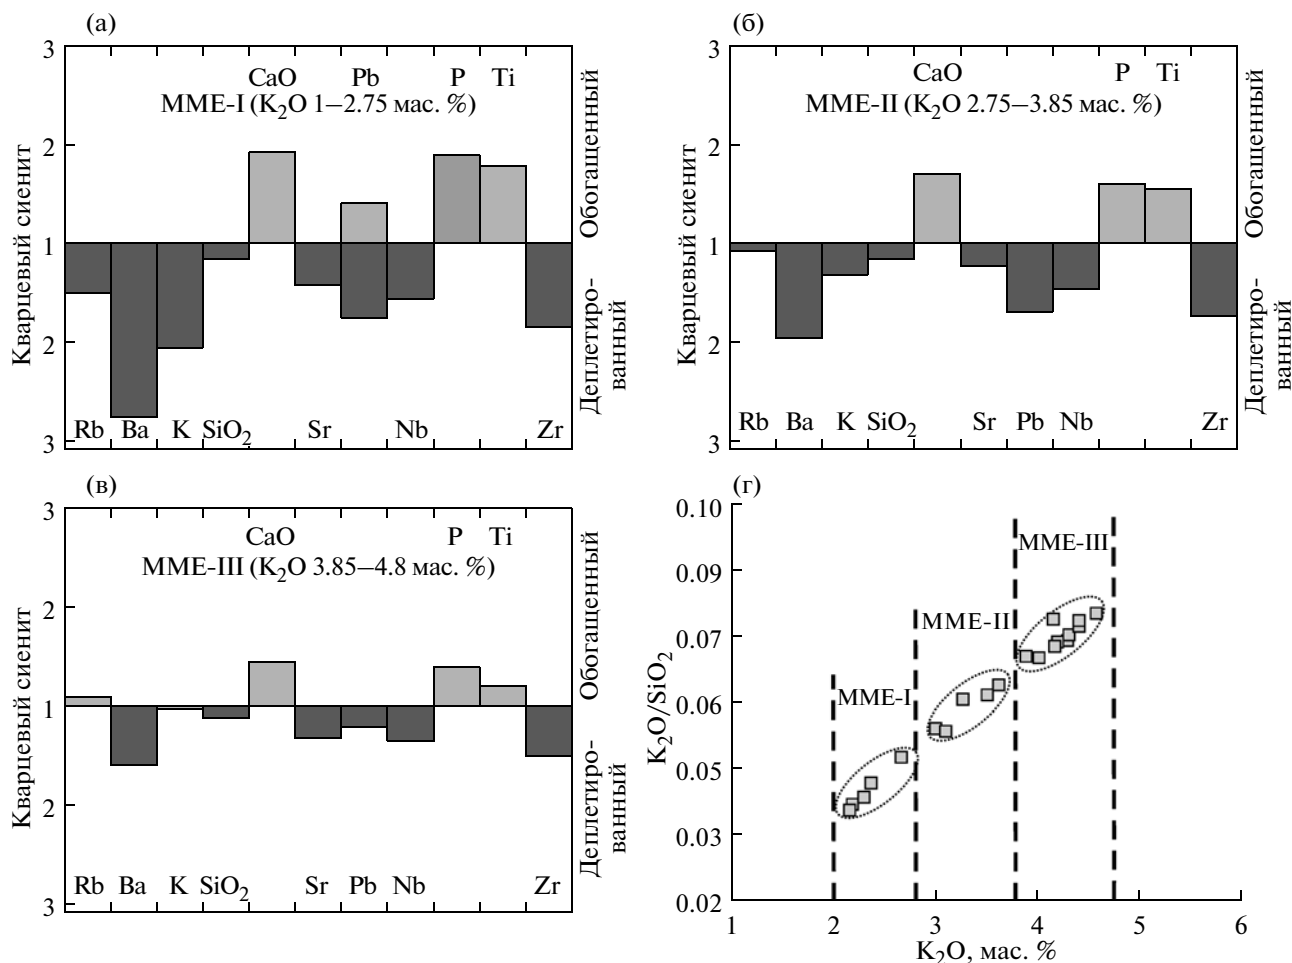 (а)
3
2
1
2
3
Кварцевый сиенит
CaO Pb P Ti
MME-I (K₂O 1–2.75 мас. %)
Rb Ba K SiO₂ Sr Nb Zr
Обогащенный
Деплетиро-
ванный
(б)
3
2
1
2
3
Кварцевый сиенит
CaO P Ti
MME-II (K₂O 2.75–3.85 мас. %)
Rb Ba K SiO₂ Sr Pb Nb Zr
Обогащенный
Деплетиро-
ванный
(в)
3
2
1
2
3
Кварцевый сиенит
CaO P Ti
MME-III (K₂O 3.85–4.8 мас. %)
Rb Ba K SiO₂ Sr Pb Nb Zr
Обогащенный
Деплетиро-
ванный
(г)
0.10
0.09
0.07
0.06
0.05
0.03
0.02
K₂O/SiO₂
MME-III
MME-II
MME-I
1 2 3 4 5 6
K₂O, мас. %